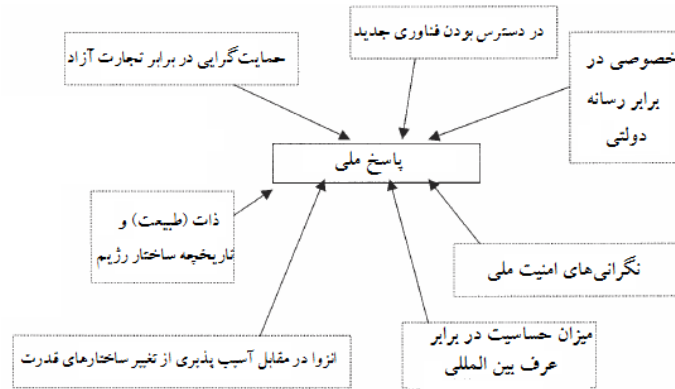 در دسترس بودن فناوری جدید
خصوصی در
برابر رسانه
دولتی
حمایت‌گرایی در برابر تجارت آزاد
پاسخ ملی
ذات (طبیعت) و
تاریخچه ساختار رژیم
نگرانی‌های امنیت ملی
میزان حساسیت در برابر
عرف بین المللی
انزوا در مقابل آسیب پذیری از تغییر ساختارهای قدرت